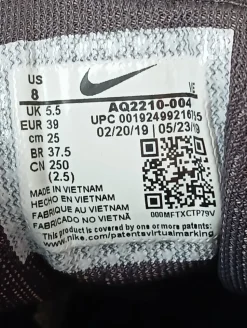 US
8
UK 5.5
EUR 39
cm 25
BR 37.5
CN 250
(2.5)
AQ2210-004
UPC 00192499216
02/20/19 05/23/19
MADE IN VIETNAM
HECHO EN VIETNAM
FABRIQUÉ AU VIETNAM
FABRICADO NO VIETNÃ
000MFTXCTP79V
This product is covered by one or more patents:
www.nike.com/patentsvirtualmarking